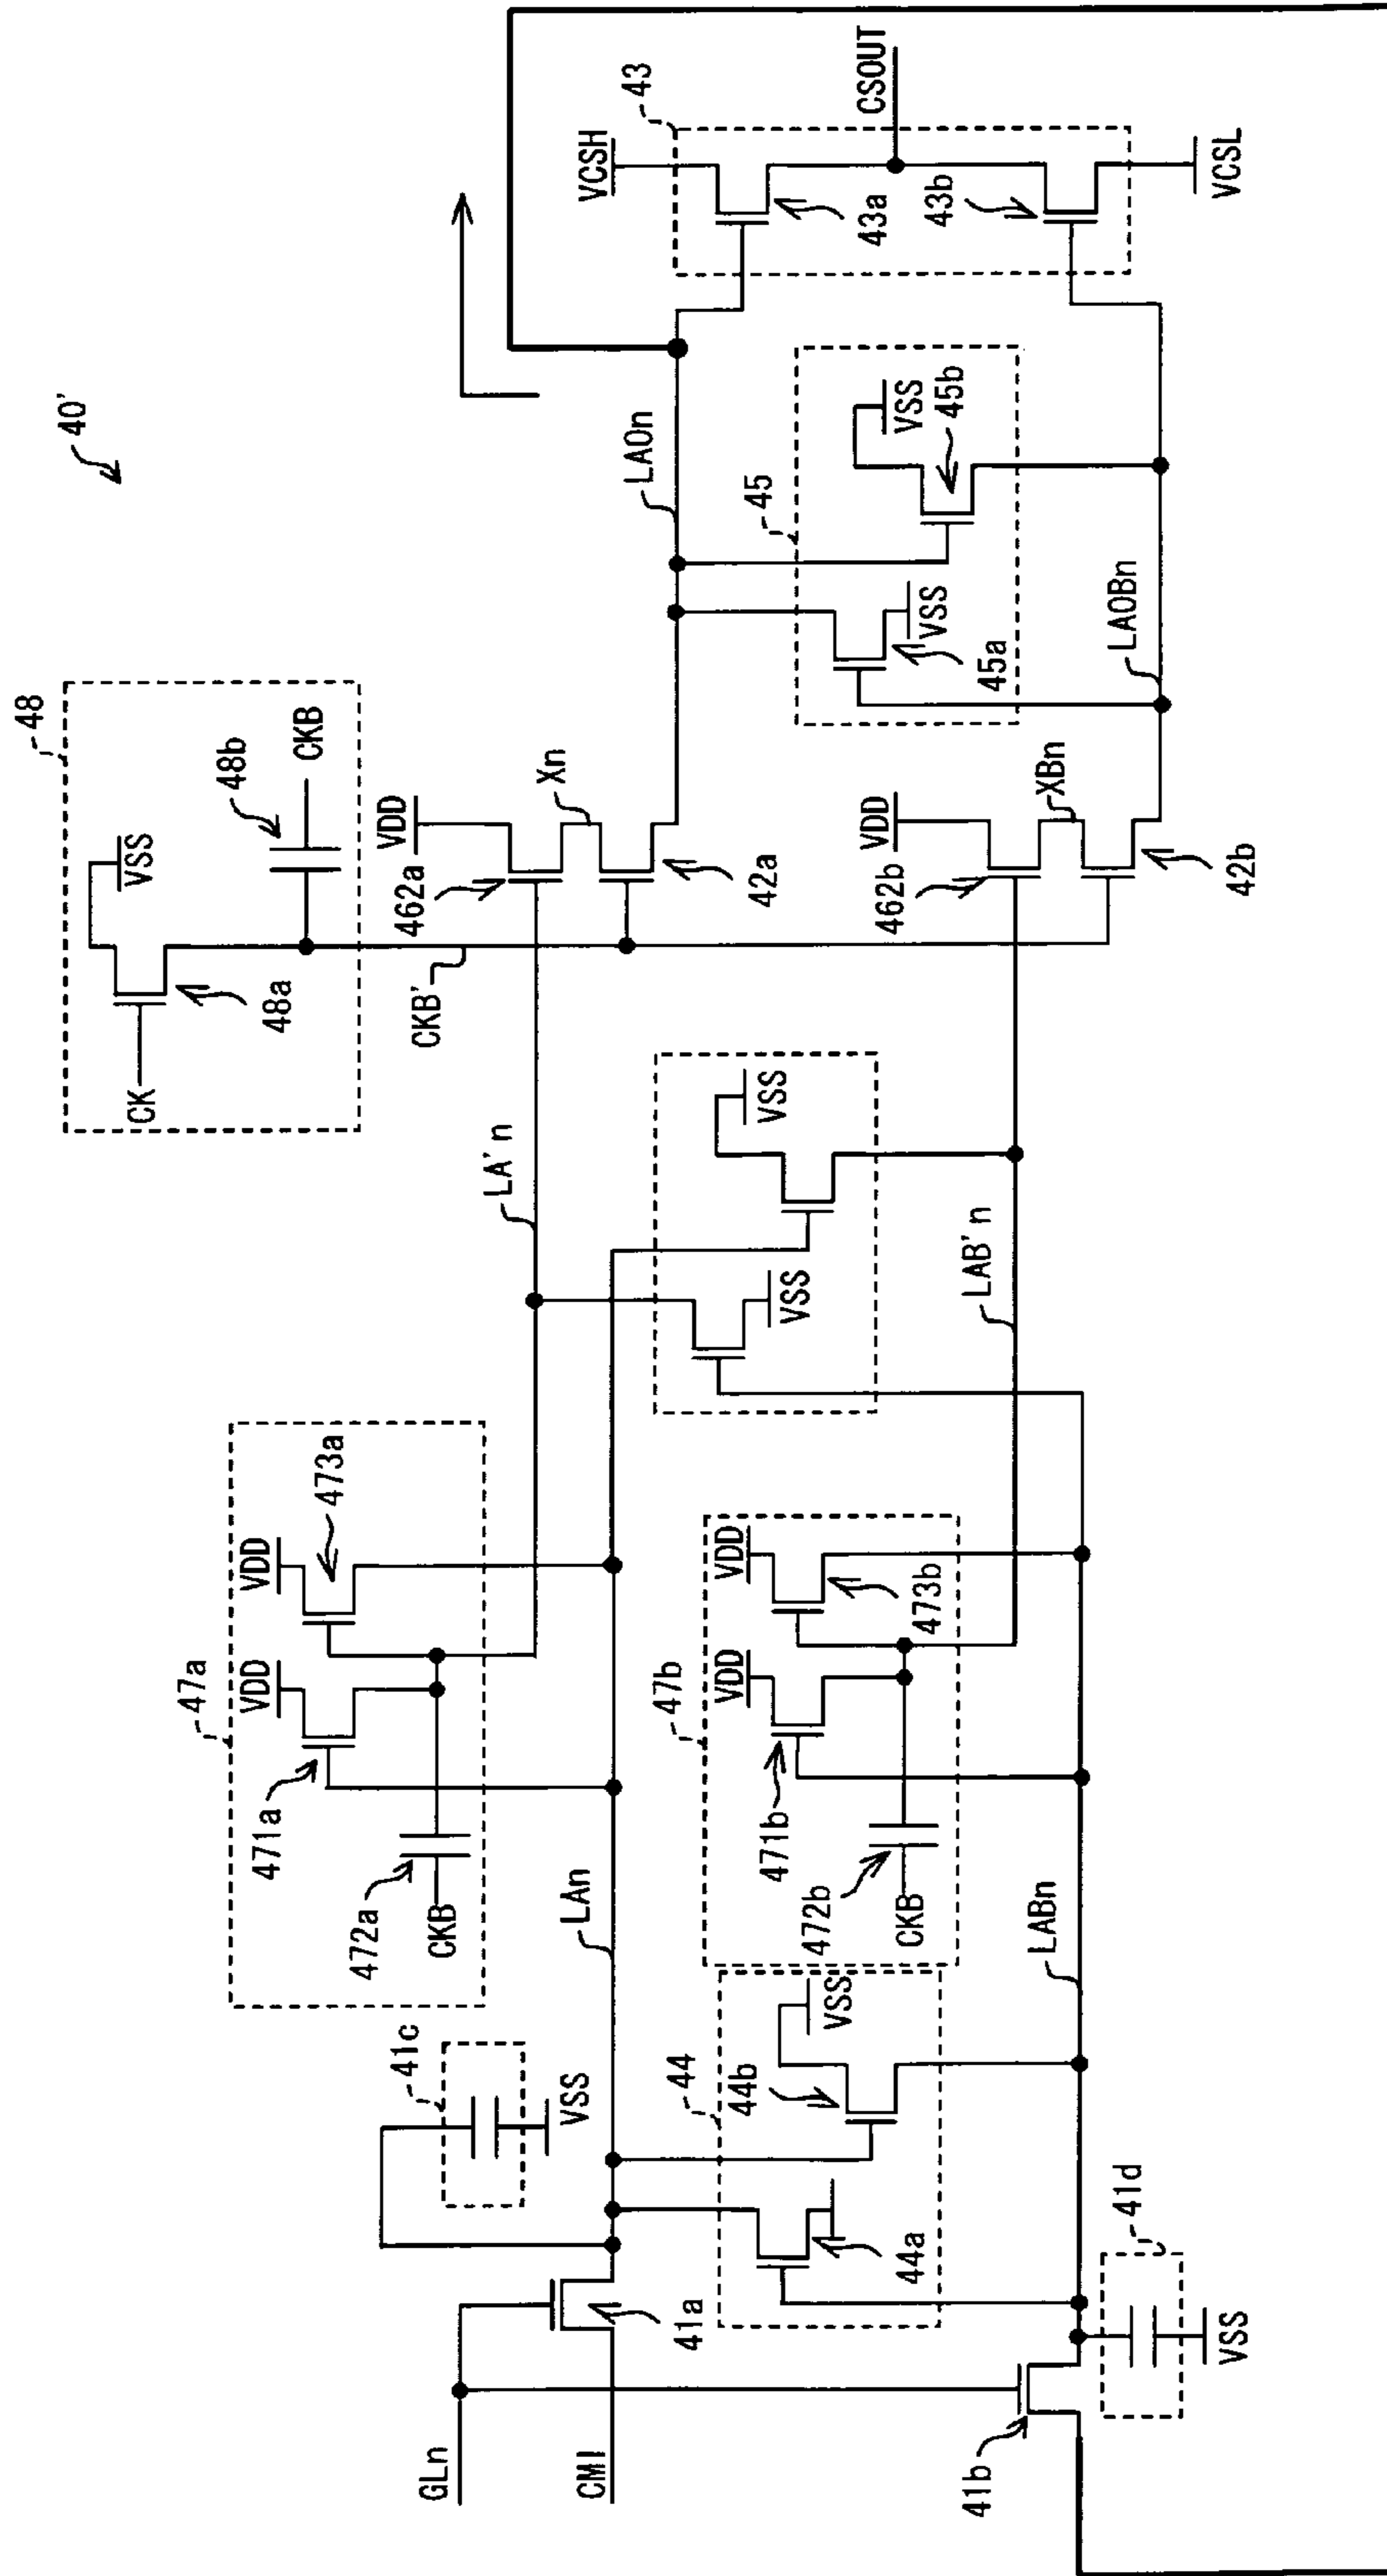 40'
48
VSS
48b
CKB
CK
48a
CKB'
VDD
462a
Xn
42a
LA'n
LAOn
VCSH
43
43a
CSOUT
43b
VCSL
45
VSS
45b
VSS
45a
LAOBn
VDD
462b
XBn
42b
VSS
VSS
LAB'n
47a
VDD
473a
VDD
471a
472a
CKB
LAn
47b
VDD
473b
VDD
471b
472b
CKB
LABn
41c
VSS
44
VSS
44b
44a
41d
VSS
GLn
CMI
41a
41b